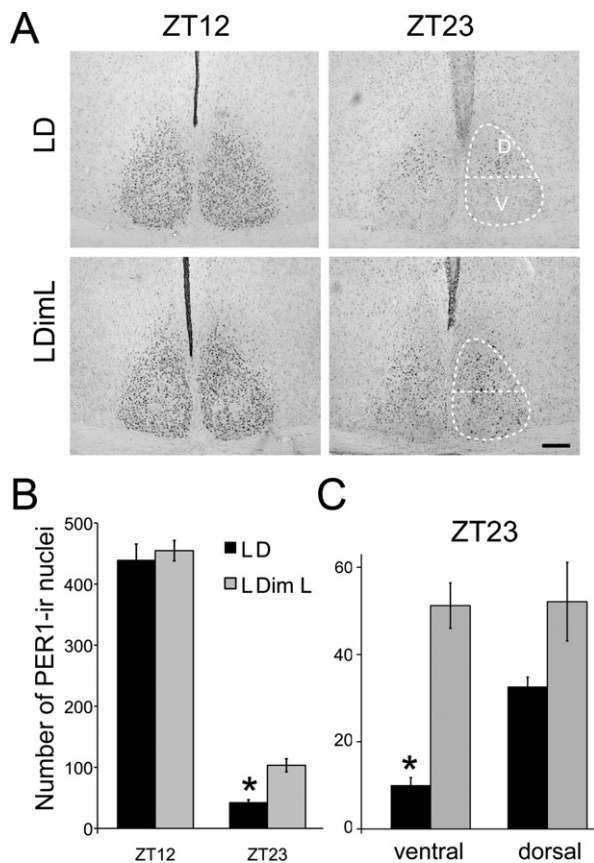 A
ZT12
ZT23
LD
D
V
LDimL
B
Number of PER1-ir nuclei
500
400
300
200
100
0
LD
LDim L
*
ZT12
ZT23
C
ZT23
60
40
20
0
*
ventral
dorsal